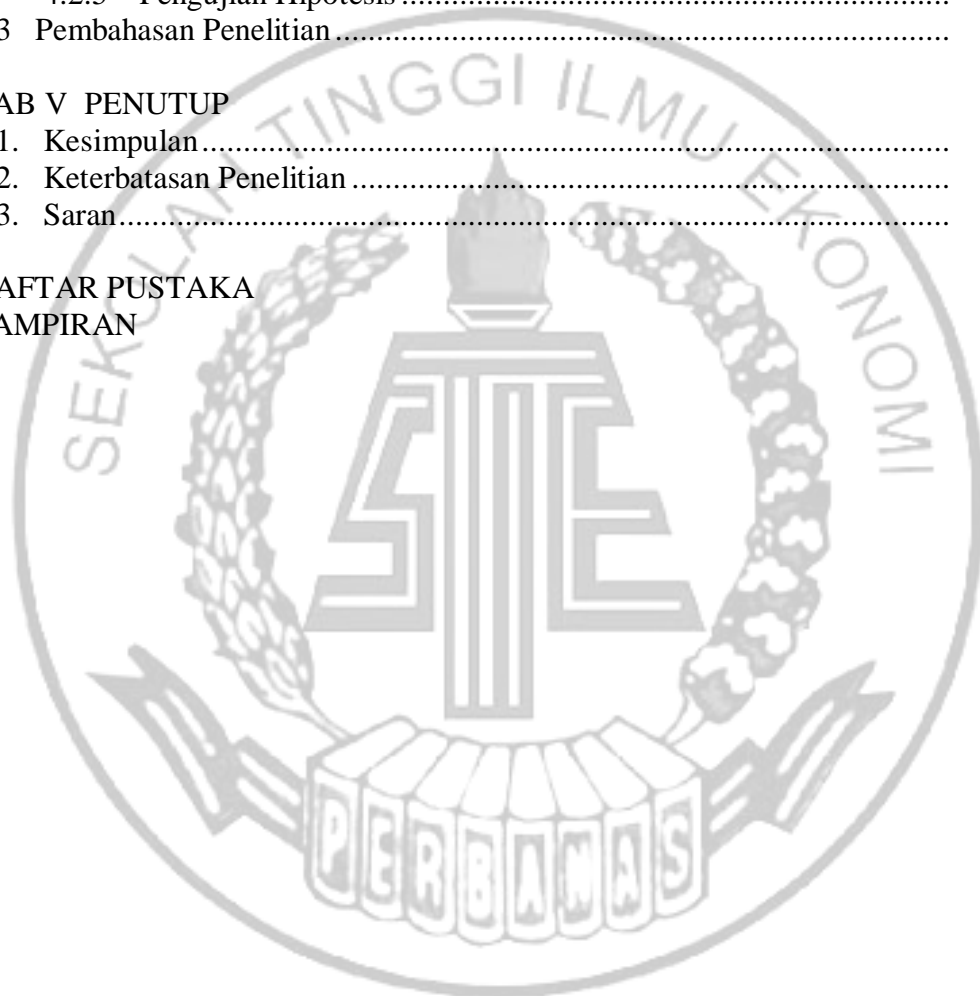 4.2.3 Pengujian Hipotesis ........................................................................
3 Pembahasan Penelitian ................................................................................
AB V PENUTUP
1. Kesimpulan .................................................................................................
2. Keterbatasan Penelitian ..............................................................................
3. Saran ............................................................................................................
AFTAR PUSTAKA
AMPIRAN
SEKOLAH TINGGI ILMU EKONOMI
STIE
PERBANAS